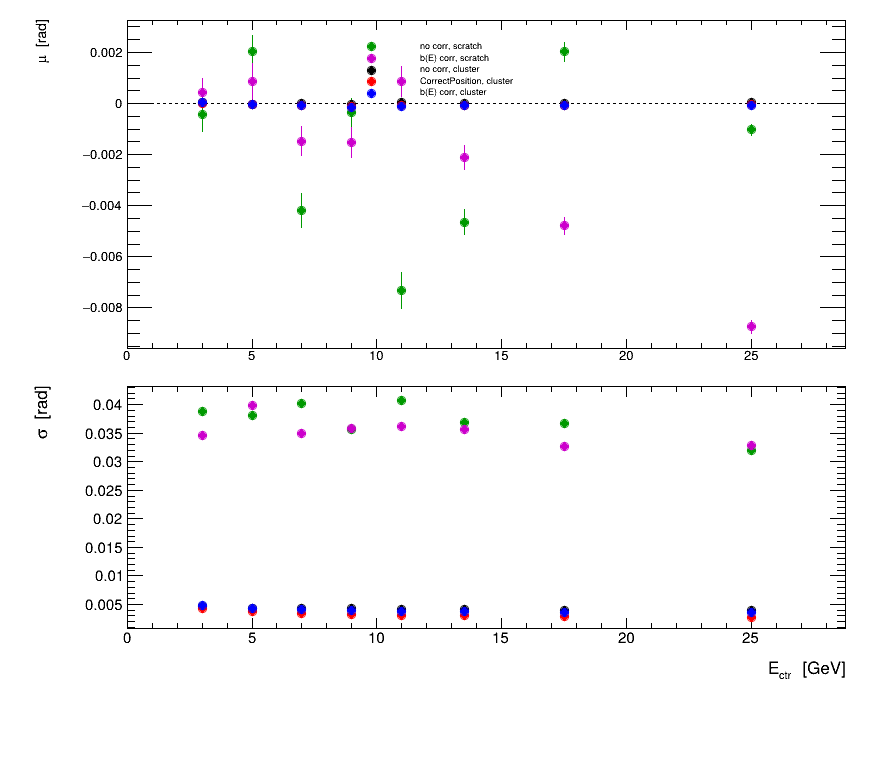 μ [rad]
0.002
0
−0.002
−0.004
−0.006
−0.008
no corr, scratch
b(E) corr, scratch
no corr, cluster
CorrectPosition, cluster
b(E) corr, cluster
0 5 10 15 20 25
σ [rad]
0.04
0.035
0.03
0.025
0.02
0.015
0.01
0.005
0 5 10 15 20 25
E_ctr [GeV]